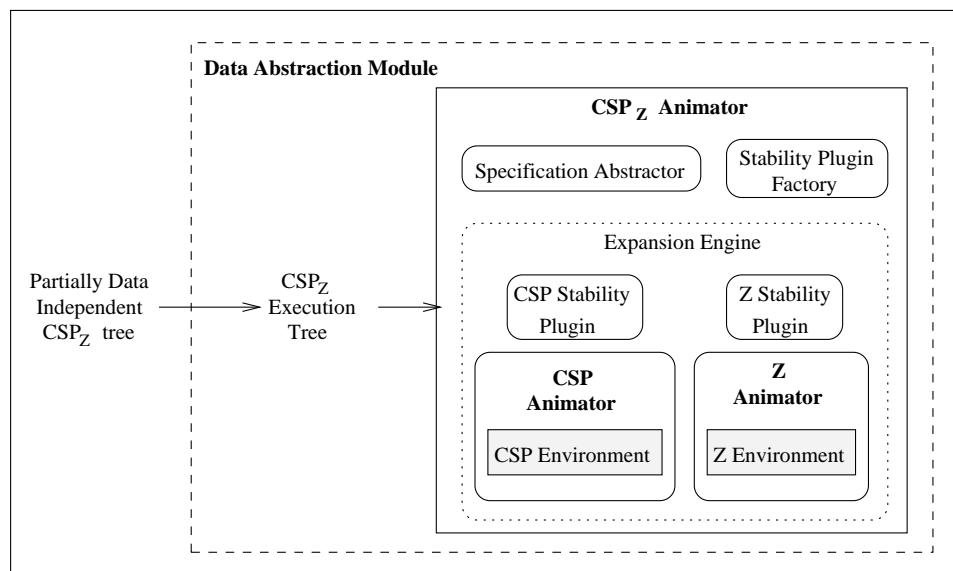 Data Abstraction Module
CSP Z Animator
Specification Abstractor
Stability Plugin
Factory
Expansion Engine
Partially Data
Independent
CSPZ tree
CSPZ
Execution
Tree
CSP Stability
Plugin
Z Stability
Plugin
CSP
Animator
CSP Environment
Z
Animator
Z Environment